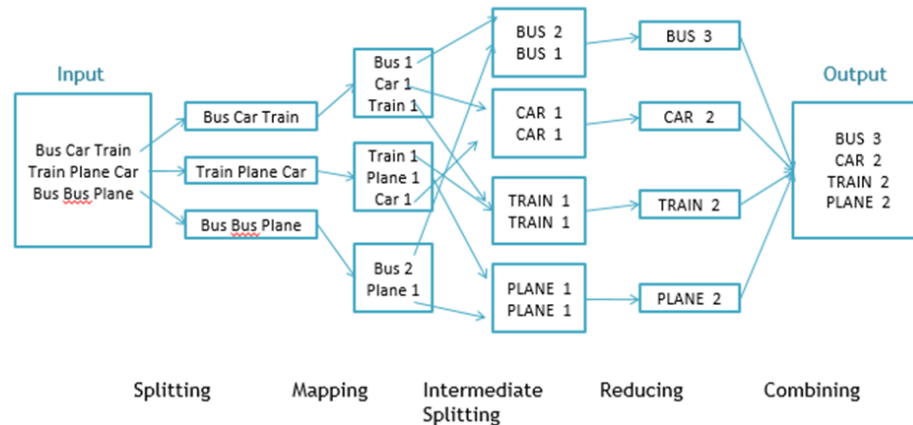 Input
Bus Car Train
Train Plane Car
Bus Bus Plane
Bus Car Train
Train Plane Car
Bus Bus Plane
Bus 1
Car 1
Train 1
Train 1
Plane 1
Car 1
Bus 2
Plane 1
BUS 2
BUS 1
CAR 1
CAR 1
TRAIN 1
TRAIN 1
PLANE 1
PLANE 1
BUS 3
CAR 2
TRAIN 2
PLANE 2
Output
BUS 3
CAR 2
TRAIN 2
PLANE 2
Splitting
Mapping
Intermediate
Splitting
Reducing
Combining